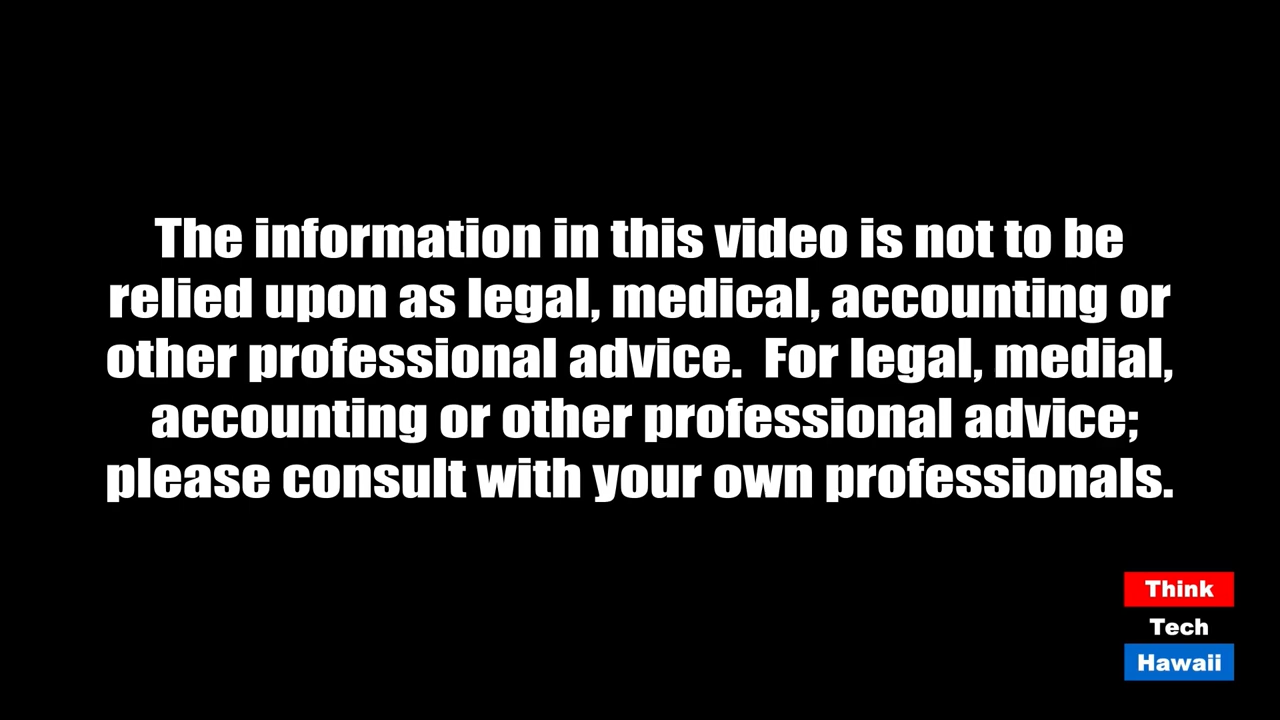 The information in this video is not to be
relied upon as legal, medical, accounting or
other professional advice.  For legal, medial,
accounting or other professional advice;
please consult with your own professionals.
Think
Tech
Hawaii